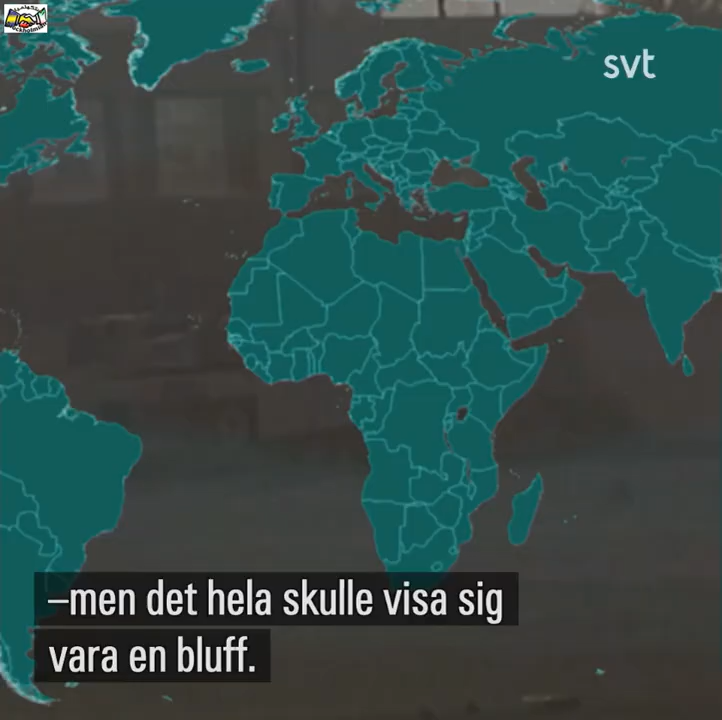 svt
–men det hela skulle visa sig
vara en bluff.